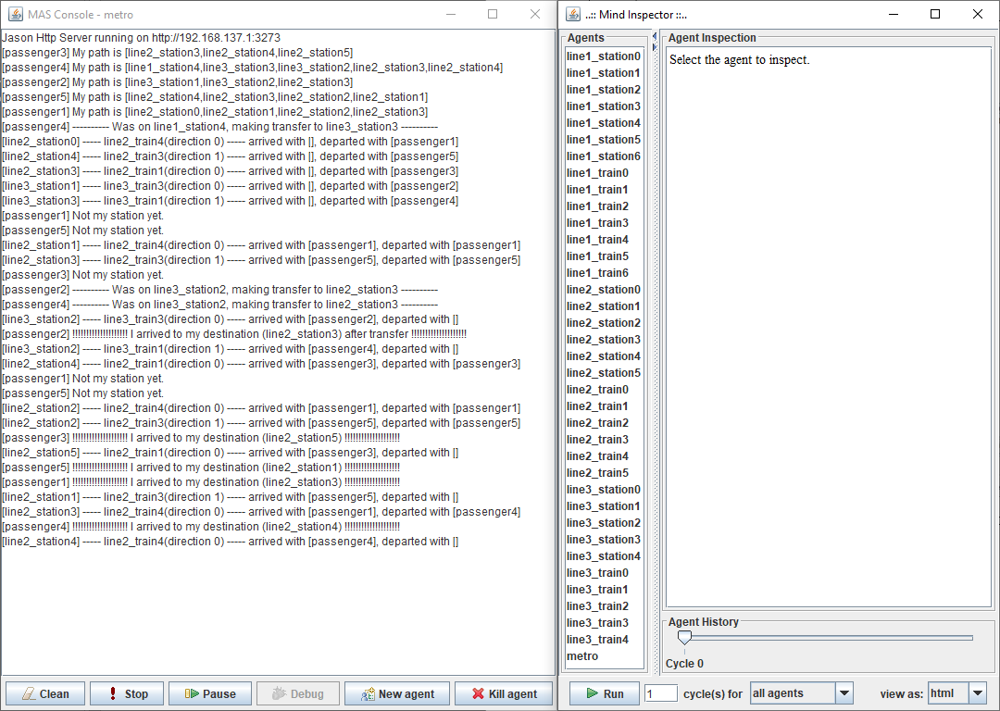 MAS Console - metro
Jason Http Server running on http://192.168.137.1:3273
[passenger3] My path is [line2_station3,line2_station4,line2_station5]
[passenger4] My path is [line1_station4,line3_station3,line3_station2,line2_station3,line2_station4]
[passenger2] My path is [line3_station1,line3_station2,line2_station3]
[passenger5] My path is [line2_station4,line2_station3,line2_station2,line2_station1]
[passenger1] My path is [line2_station0,line2_station1,line2_station2,line2_station3]
[passenger4] ---------- Was on line1_station4, making transfer to line3_station3 ----------
[line2_station0] ----- line2_train4(direction 0) ----- arrived with [], departed with [passenger1]
[line2_station4] ----- line2_train3(direction 1) ----- arrived with [], departed with [passenger5]
[line2_station3] ----- line2_train1(direction 0) ----- arrived with [], departed with [passenger3]
[line3_station1] ----- line3_train3(direction 0) ----- arrived with [], departed with [passenger2]
[line3_station3] ----- line3_train1(direction 1) ----- arrived with [], departed with [passenger4]
[passenger1] Not my station yet.
[passenger5] Not my station yet.
[line2_station1] ----- line2_train4(direction 0) ----- arrived with [passenger1], departed with [passenger1]
[line2_station3] ----- line2_train3(direction 1) ----- arrived with [passenger5], departed with [passenger5]
[passenger3] Not my station yet.
[passenger2] ---------- Was on line3_station2, making transfer to line2_station3 ----------
[passenger4] ---------- Was on line3_station2, making transfer to line2_station3 ----------
[line3_station2] ----- line3_train3(direction 0) ----- arrived with [passenger2], departed with []
[passenger2] !!!!!!!!!!!!!!!!!!!! I arrived to my destination (line2_station3) after transfer !!!!!!!!!!!!!!!!!!!!
[line3_station2] ----- line3_train1(direction 1) ----- arrived with [passenger4], departed with []
[line2_station4] ----- line2_train1(direction 0) ----- arrived with [passenger3], departed with [passenger3]
[passenger1] Not my station yet.
[passenger5] Not my station yet.
[line2_station2] ----- line2_train4(direction 0) ----- arrived with [passenger1], departed with [passenger1]
[line2_station2] ----- line2_train3(direction 1) ----- arrived with [passenger5], departed with [passenger5]
[passenger3] !!!!!!!!!!!!!!!!!!!! I arrived to my destination (line2_station5) !!!!!!!!!!!!!!!!!!!!
[line2_station5] ----- line2_train1(direction 0) ----- arrived with [passenger3], departed with []
[passenger5] !!!!!!!!!!!!!!!!!!!! I arrived to my destination (line2_station1) !!!!!!!!!!!!!!!!!!!!
[passenger1] !!!!!!!!!!!!!!!!!!!! I arrived to my destination (line2_station3) !!!!!!!!!!!!!!!!!!!!
[line2_station1] ----- line2_train3(direction 1) ----- arrived with [passenger5], departed with []
[line2_station3] ----- line2_train4(direction 0) ----- arrived with [passenger1], departed with [passenger4]
[passenger4] !!!!!!!!!!!!!!!!!!!! I arrived to my destination (line2_station4) !!!!!!!!!!!!!!!!!!!!
[line2_station4] ----- line2_train4(direction 0) ----- arrived with [passenger4], departed with []
Clean
Stop
Pause
Debug
New agent
Kill agent
..:: Mind Inspector ::..
Agents
line1_station0
line1_station1
line1_station2
line1_station3
line1_station4
line1_station5
line1_station6
line1_train0
line1_train1
line1_train2
line1_train3
line1_train4
line1_train5
line1_train6
line2_station0
line2_station1
line2_station2
line2_station3
line2_station4
line2_station5
line2_train0
line2_train1
line2_train2
line2_train3
line2_train4
line2_train5
line3_station0
line3_station1
line3_station2
line3_station3
line3_station4
line3_train0
line3_train1
line3_train2
line3_train3
line3_train4
metro
Agent Inspection
Select the agent to inspect.
Agent History
Cycle 0
Run
1
cycle(s) for
all agents
view as:
html